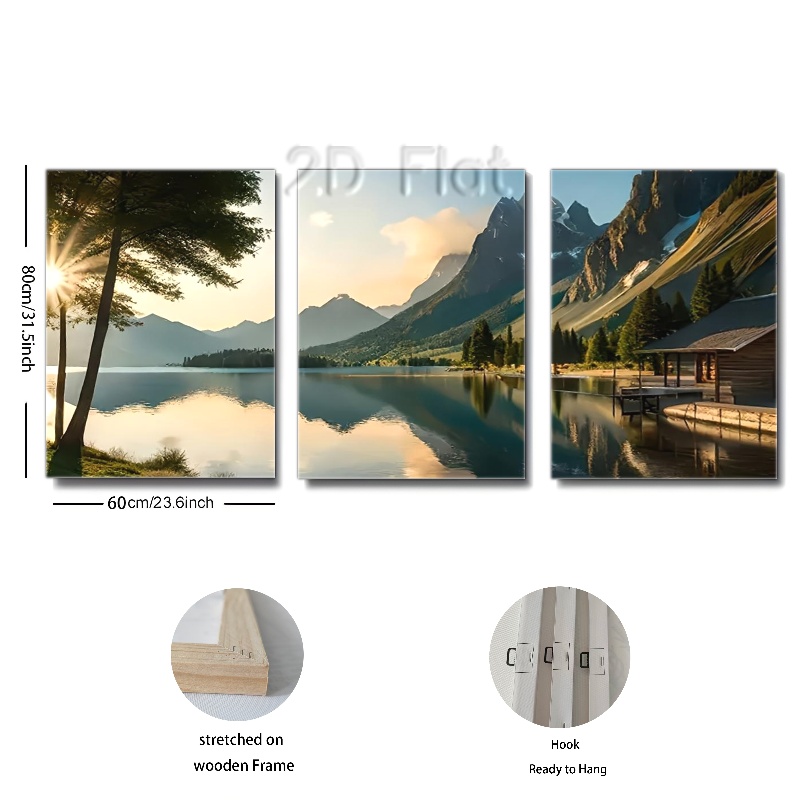 2D Flat
80cm/31.5inch
60cm/23.6inch
stretched on
wooden Frame
Hook
Ready to Hang